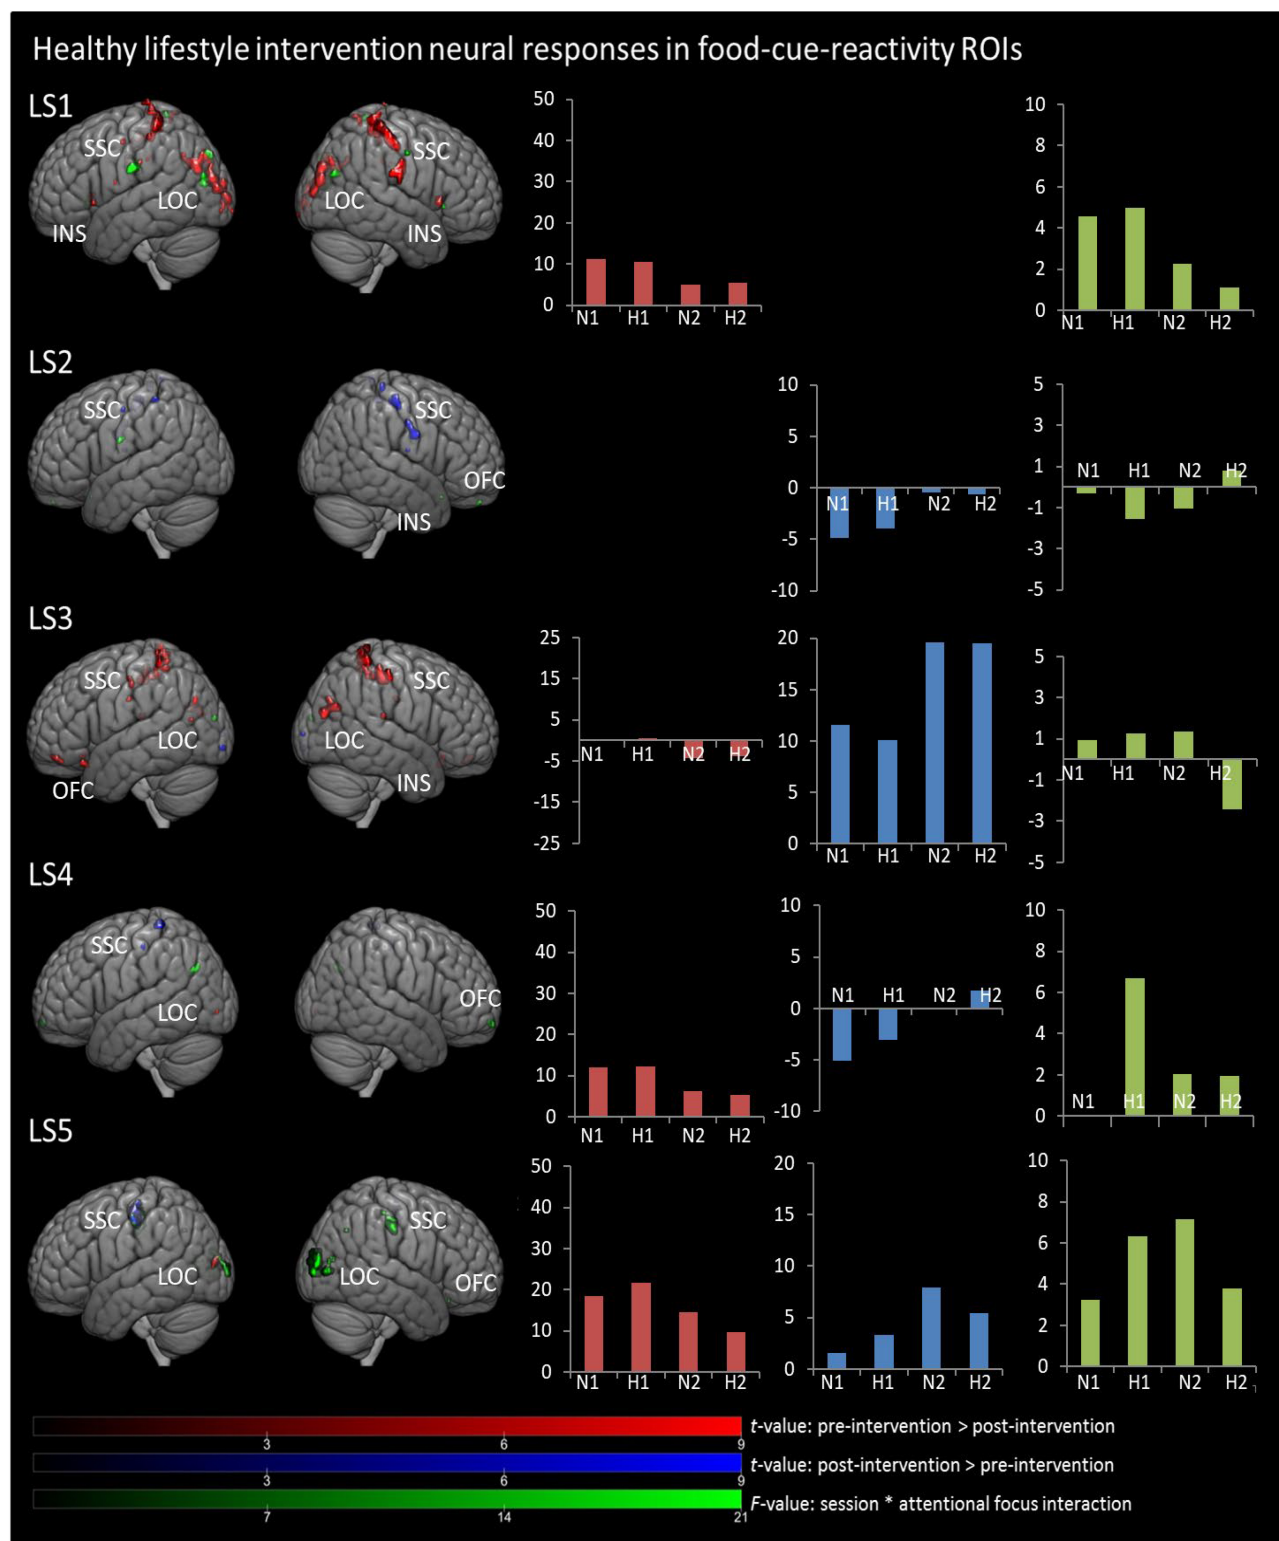 Healthy lifestyle intervention neural responses in food-cue-reactivity ROIs
LS1
SSC
LOC
INS
SSC
LOC
INS
50
40
30
20
10
0
N1 H1 N2 H2
10
8
6
4
2
0
N1 H1 N2 H2
LS2
SSC
SSC
OFC
INS
10
5
0
-5
-10
N1 H1 N2 H2
5
3
1
-1
-3
-5
N1 H1 N2 H2
LS3
SSC
LOC
OFC
SSC
LOC
INS
25
15
5
-5
-15
-25
N1 H1 N2 H2
20
15
10
5
0
N1 H1 N2 H2
5
3
1
-1
-3
-5
N1 H1 N2 H2
LS4
SSC
LOC
OFC
50
40
30
20
10
0
N1 H1 N2 H2
10
5
0
-5
-10
N1 H1 N2 H2
10
8
6
4
2
0
N1 H1 N2 H2
LS5
SSC
LOC
SSC
LOC
OFC
50
40
30
20
10
0
N1 H1 N2 H2
20
15
10
5
0
N1 H1 N2 H2
10
8
6
4
2
0
N1 H1 N2 H2
t-value: pre-intervention > post-intervention
3 6 9
t-value: post-intervention > pre-intervention
3 6 9
F-value: session * attentional focus interaction
7 14 21